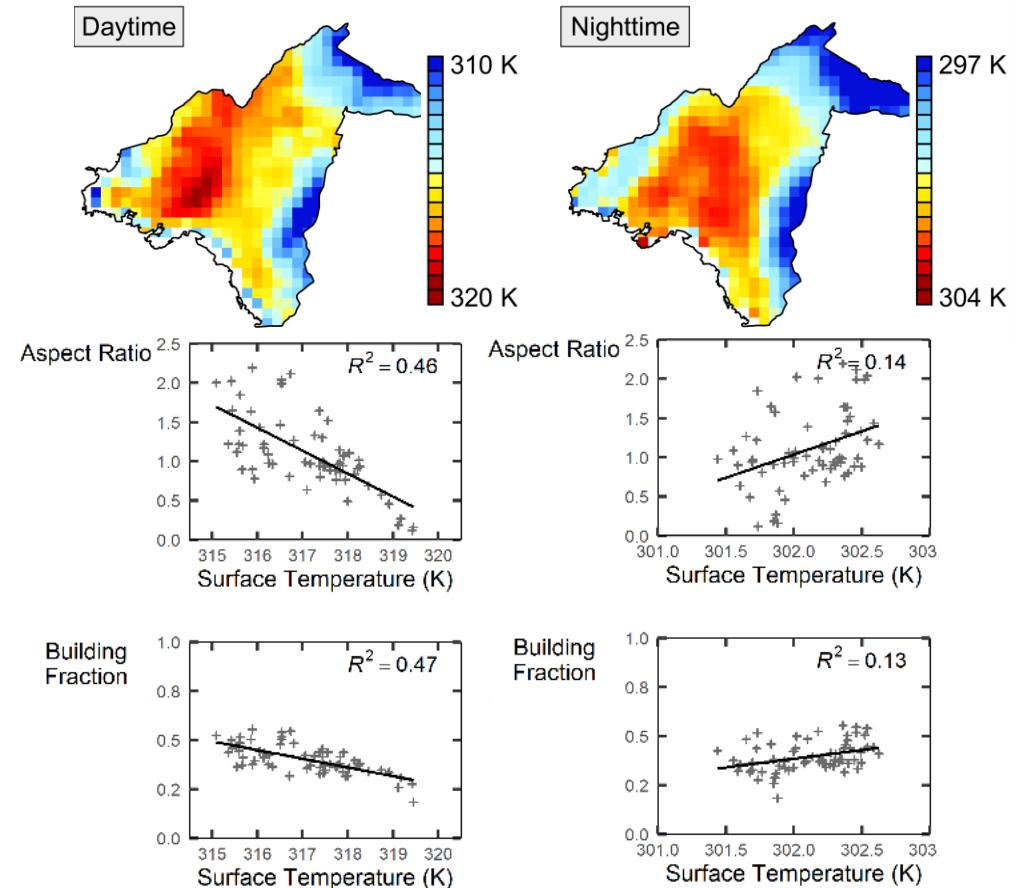 Daytime
Nighttime
310 K
320 K
297 K
304 K
Aspect Ratio
2.5
2.0
1.5
1.0
0.5
0.0
R² = 0.46
315 316 317 318 319 320
Surface Temperature (K)
Aspect Ratio
2.5
2.0
1.5
1.0
0.5
0.0
R² = 0.14
301.0 301.5 302.0 302.5 303.
Surface Temperature (K)
Building
Fraction
1.0
0.8
0.5
0.2
0.0
R² = 0.47
315 316 317 318 319 320
Surface Temperature (K)
Building
Fraction
1.0
0.8
0.5
0.2
0.0
R² = 0.13
301.0 301.5 302.0 302.5 303.
Surface Temperature (K)